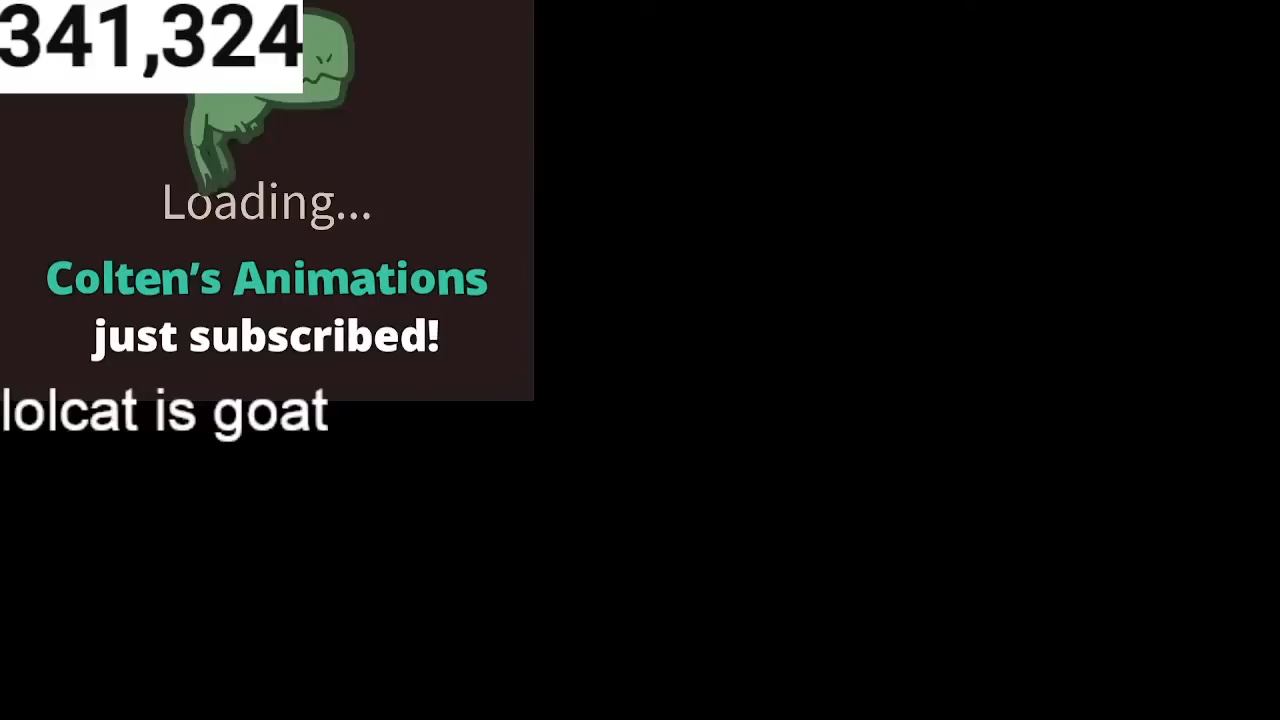 341,324
Loading...
Colten’s Animations
just subscribed!
lolcat is goat